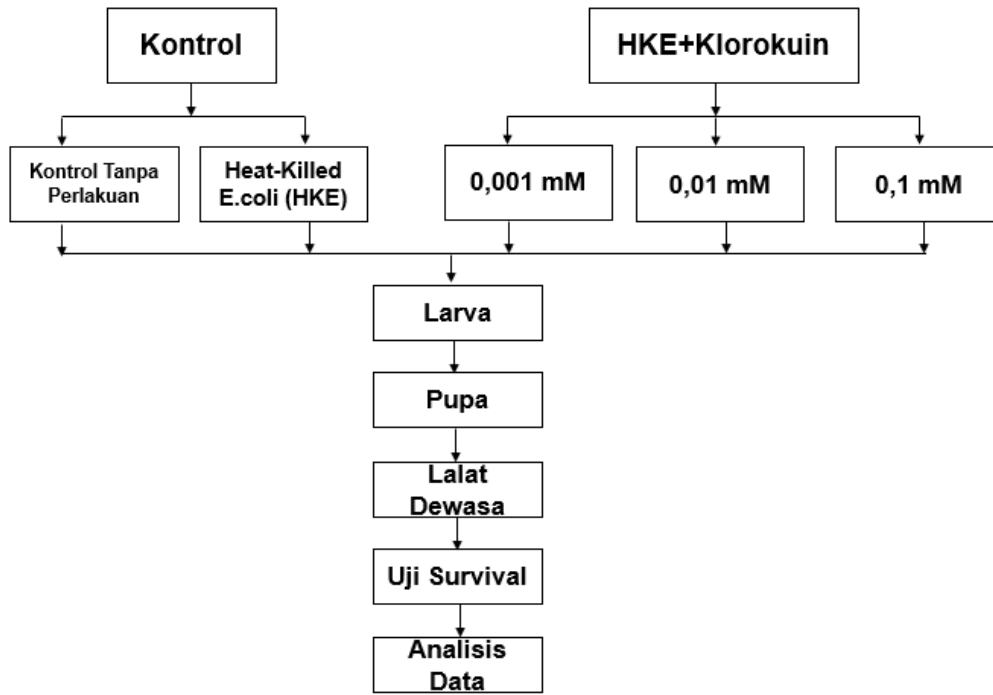 Kontrol
HKE+Klorokuin
Kontrol Tanpa
Perlakuan
Heat-Killed
E.coli (HKE)
0,001 mM
0,01 mM
0,1 mM
Larva
Pupa
Lalat
Dewasa
Uji Survival
Analisis
Data